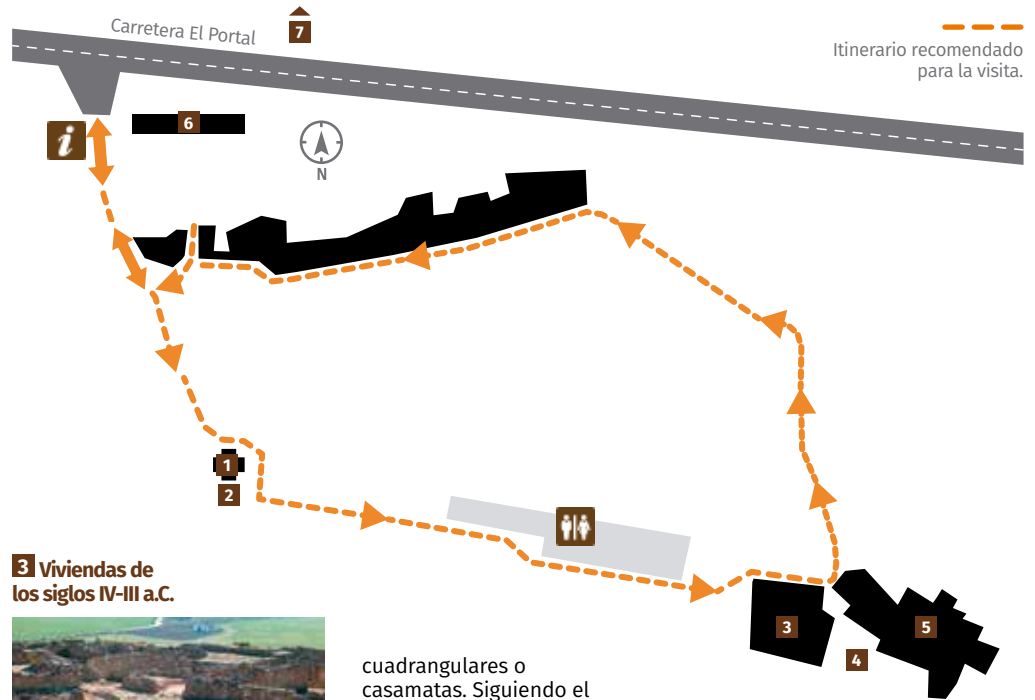 Carretera El Portal
7
Itinerario recomendado
para la visita.
i
6
N
1
2
3
4
5
3 Viviendas de
los siglos IV-III a.C.
cuadrangulares o
casamatas. Siguiendo el